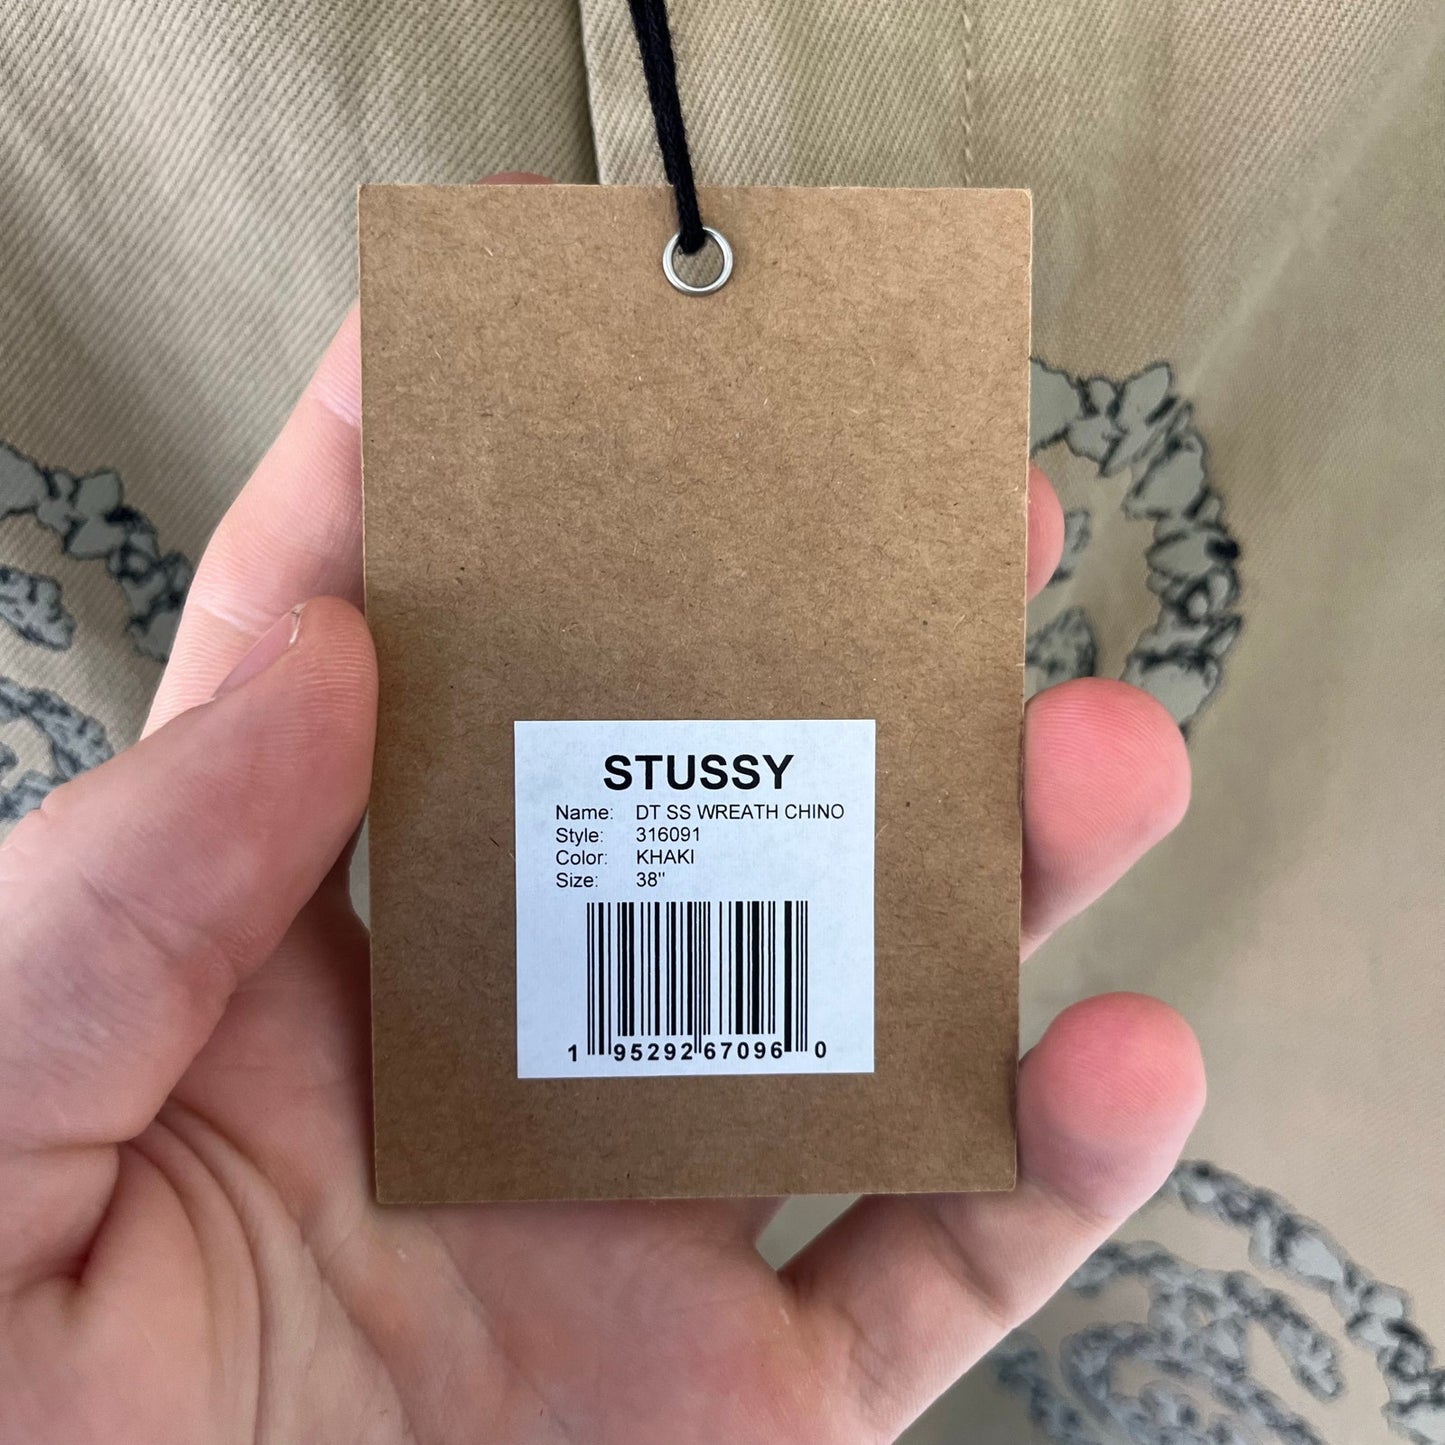 STUSSY
Name: DT SS WREATH CHINO
Style: 316091
Color: KHAKI
Size: 38"
1 95292 67096 0